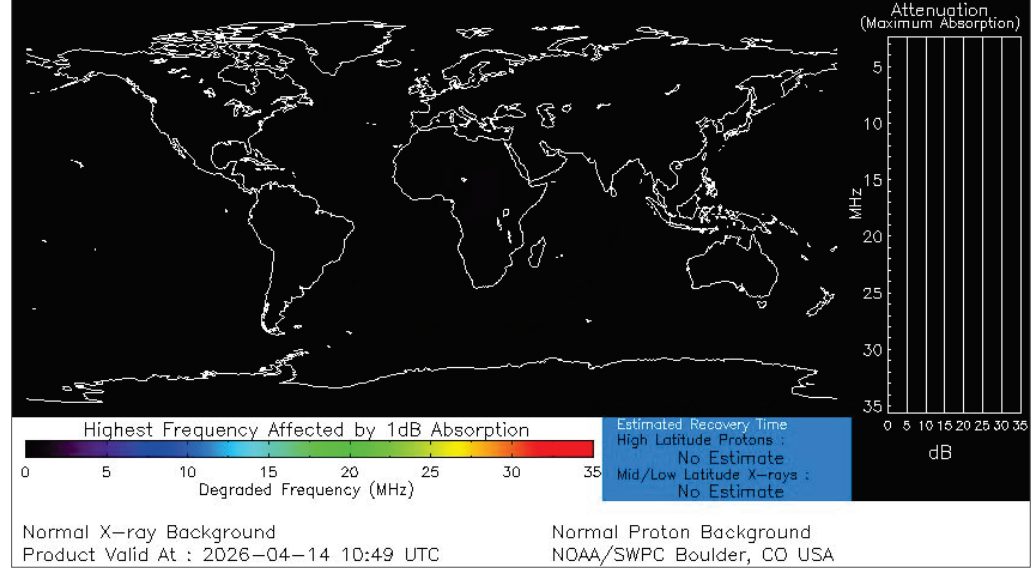 Attenuation
(Maximum Absorption)
5
10
15
MHz
20
25
30
35
0 5 10 15 20 25 30 35
dB
Highest Frequency Affected by 1dB Absorption
0 5 10 15 20 25 30 35
Degraded Frequency (MHz)
Estimated Recovery Time
High Latitude Protons :
No Estimate
Mid/Low Latitude X-rays :
No Estimate
Normal X-ray Background
Normal Proton Background
Product Valid At : 2026-04-14 10:49 UTC
NOAA/SWPC Boulder, CO USA